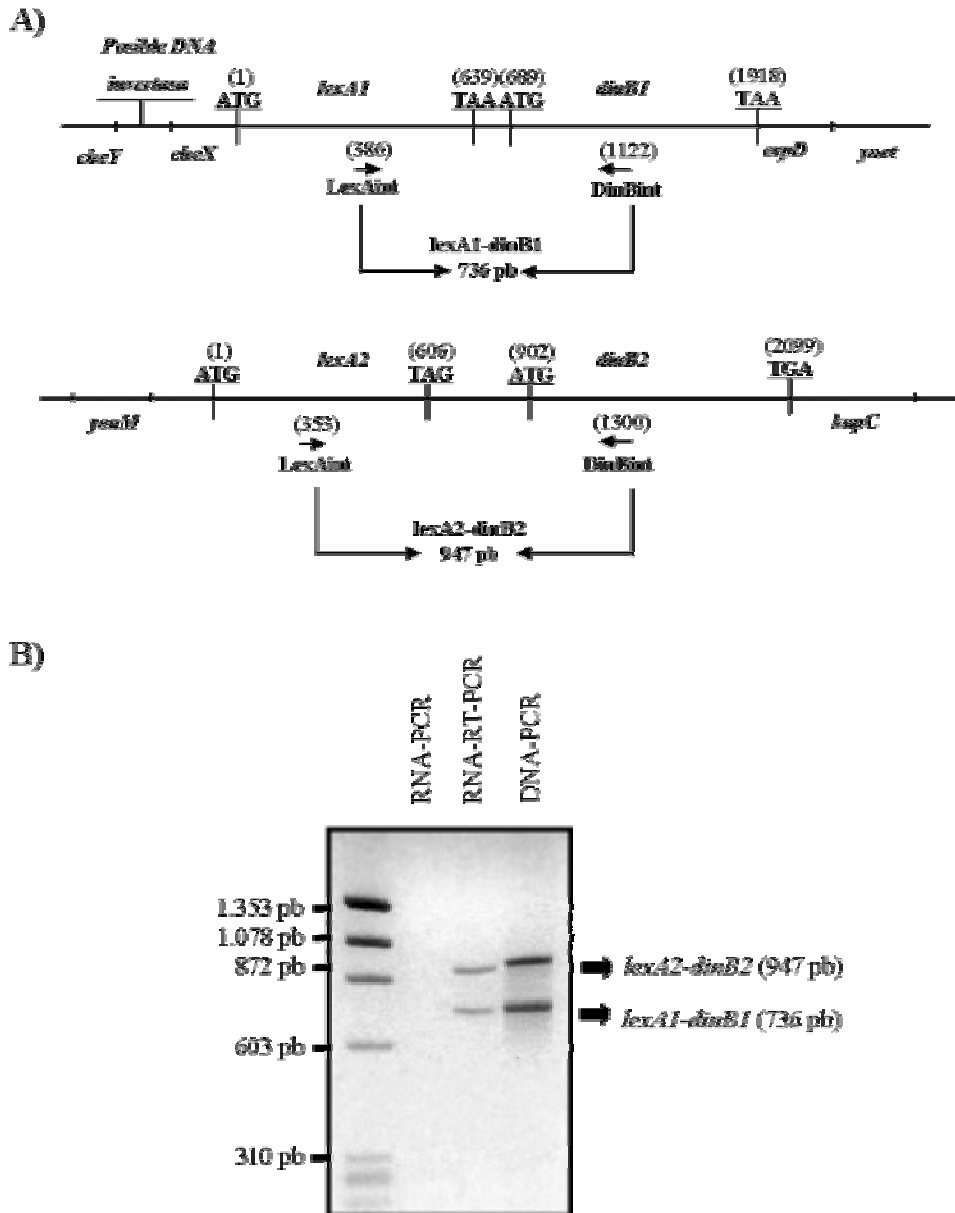 A)
Posible DNA
invertasa
(1) lexA1 (639)(689) dinB1 (1918)
ATG TAA ATG TAA
(386) (1122)
LexAint DinBint
lexA1-dinB1
736 pb
(1) lexA2 (606) (902) dinB2 (2099)
ATG TAG ATG TGA
(353) (1300)
LexAint DinBint
lexA2-dinB2
947 pb
B)
RNA-PCR
RNA-RT-PCR
DNA-PCR
1.353 pb
1.078 pb
872 pb
603 pb
310 pb
lexA2-dinB2 (947 pb)
lexA1-dinB1 (736 pb)